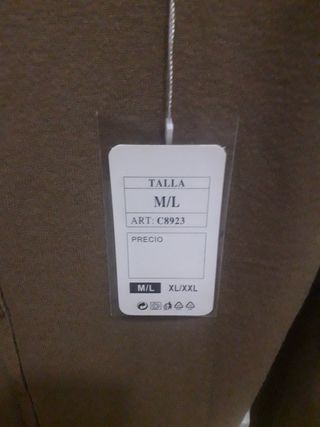 TALLA
M/L
ART: C8923
PRECIO
M/L XL/XXL